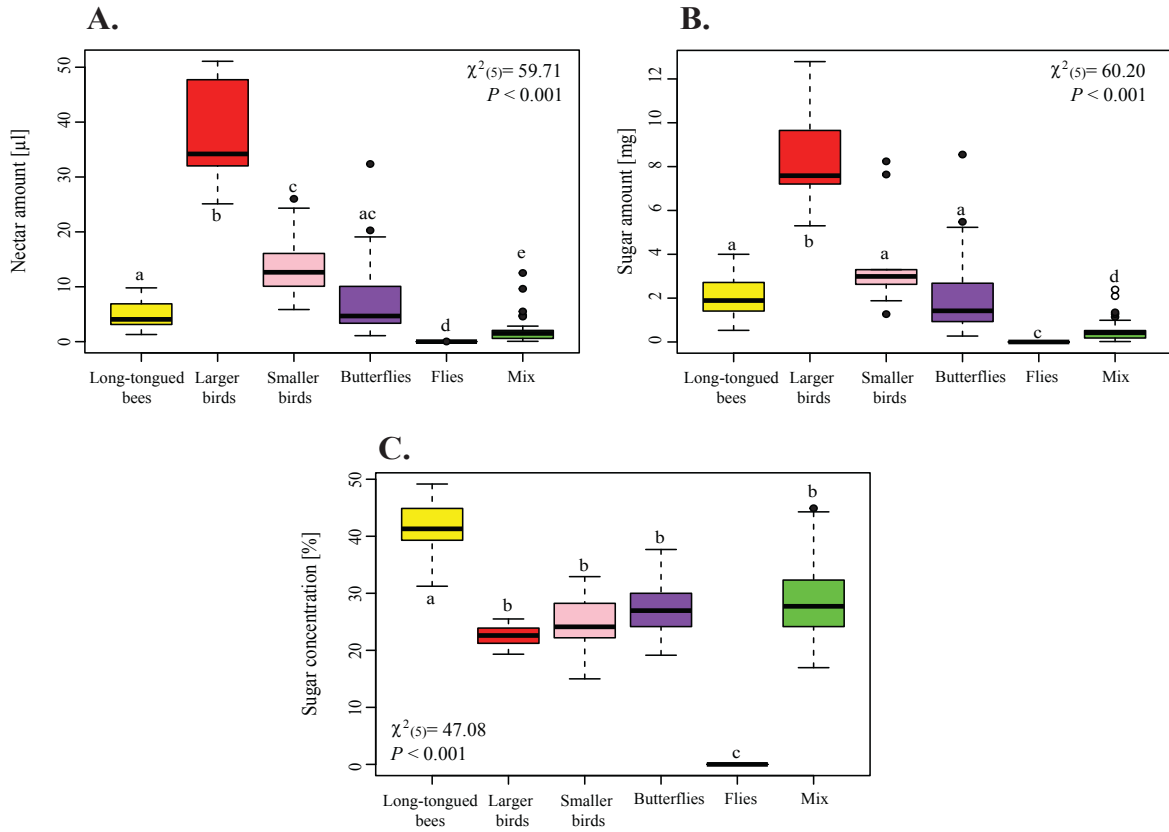 A.
Nectar amount [µl]
50
40
30
20
10
0
χ²(5)= 59.71
P < 0.001
a
b
c
ac
d
e
Long-tongued
bees
Larger
birds
Smaller
birds
Butterflies
Flies
Mix
B.
Sugar amount [mg]
12
10
8
6
4
2
0
χ²(5)= 60.20
P < 0.001
a
b
a
a
c
d
Long-tongued
bees
Larger
birds
Smaller
birds
Butterflies
Flies
Mix
C.
Sugar concentration [%]
50
40
30
20
10
0
a
b
b
b
c
b
χ²(5)= 47.08
P < 0.001
Long-tongued
bees
Larger
birds
Smaller
birds
Butterflies
Flies
Mix